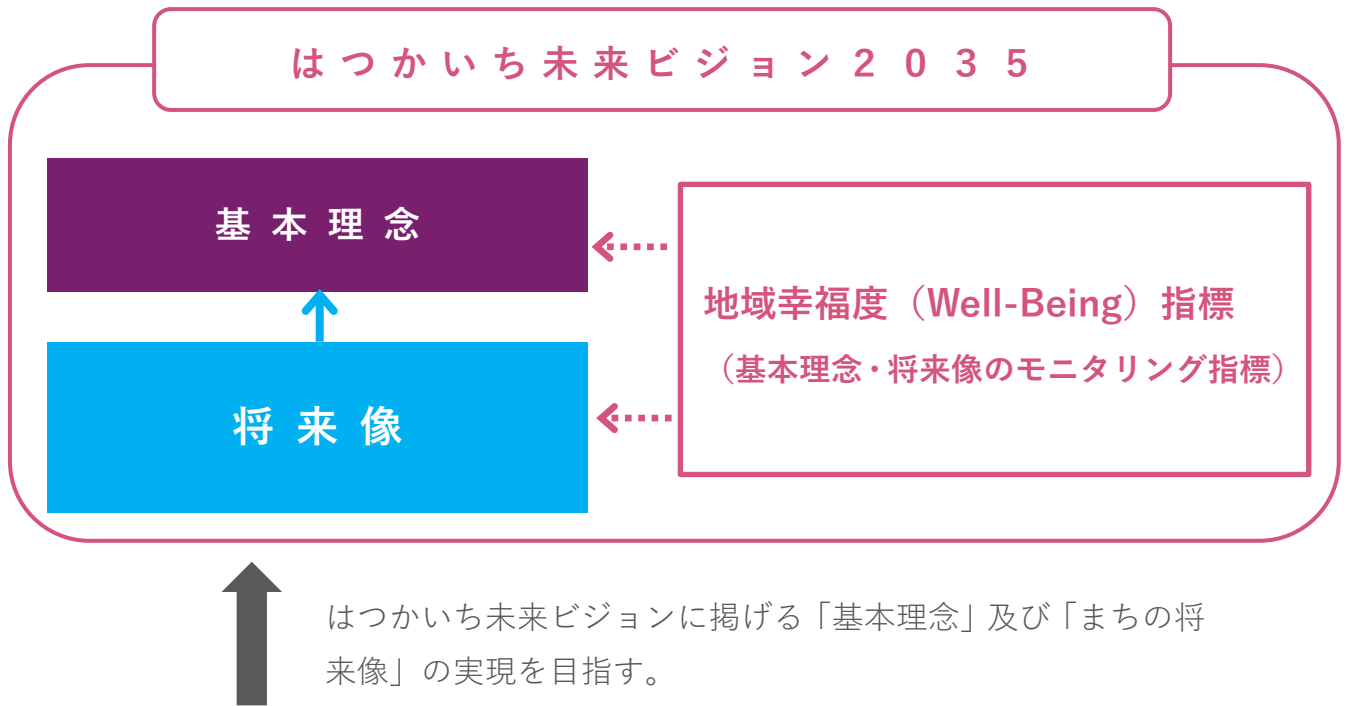 はつかいち未来ビジョン２０３５
基本理念
地域幸福度（Well-Being）指標
（基本理念・将来像のモニタリング指標）
将来像
はつかいち未来ビジョンに掲げる「基本理念」及び「まちの将
来像」の実現を目指す。